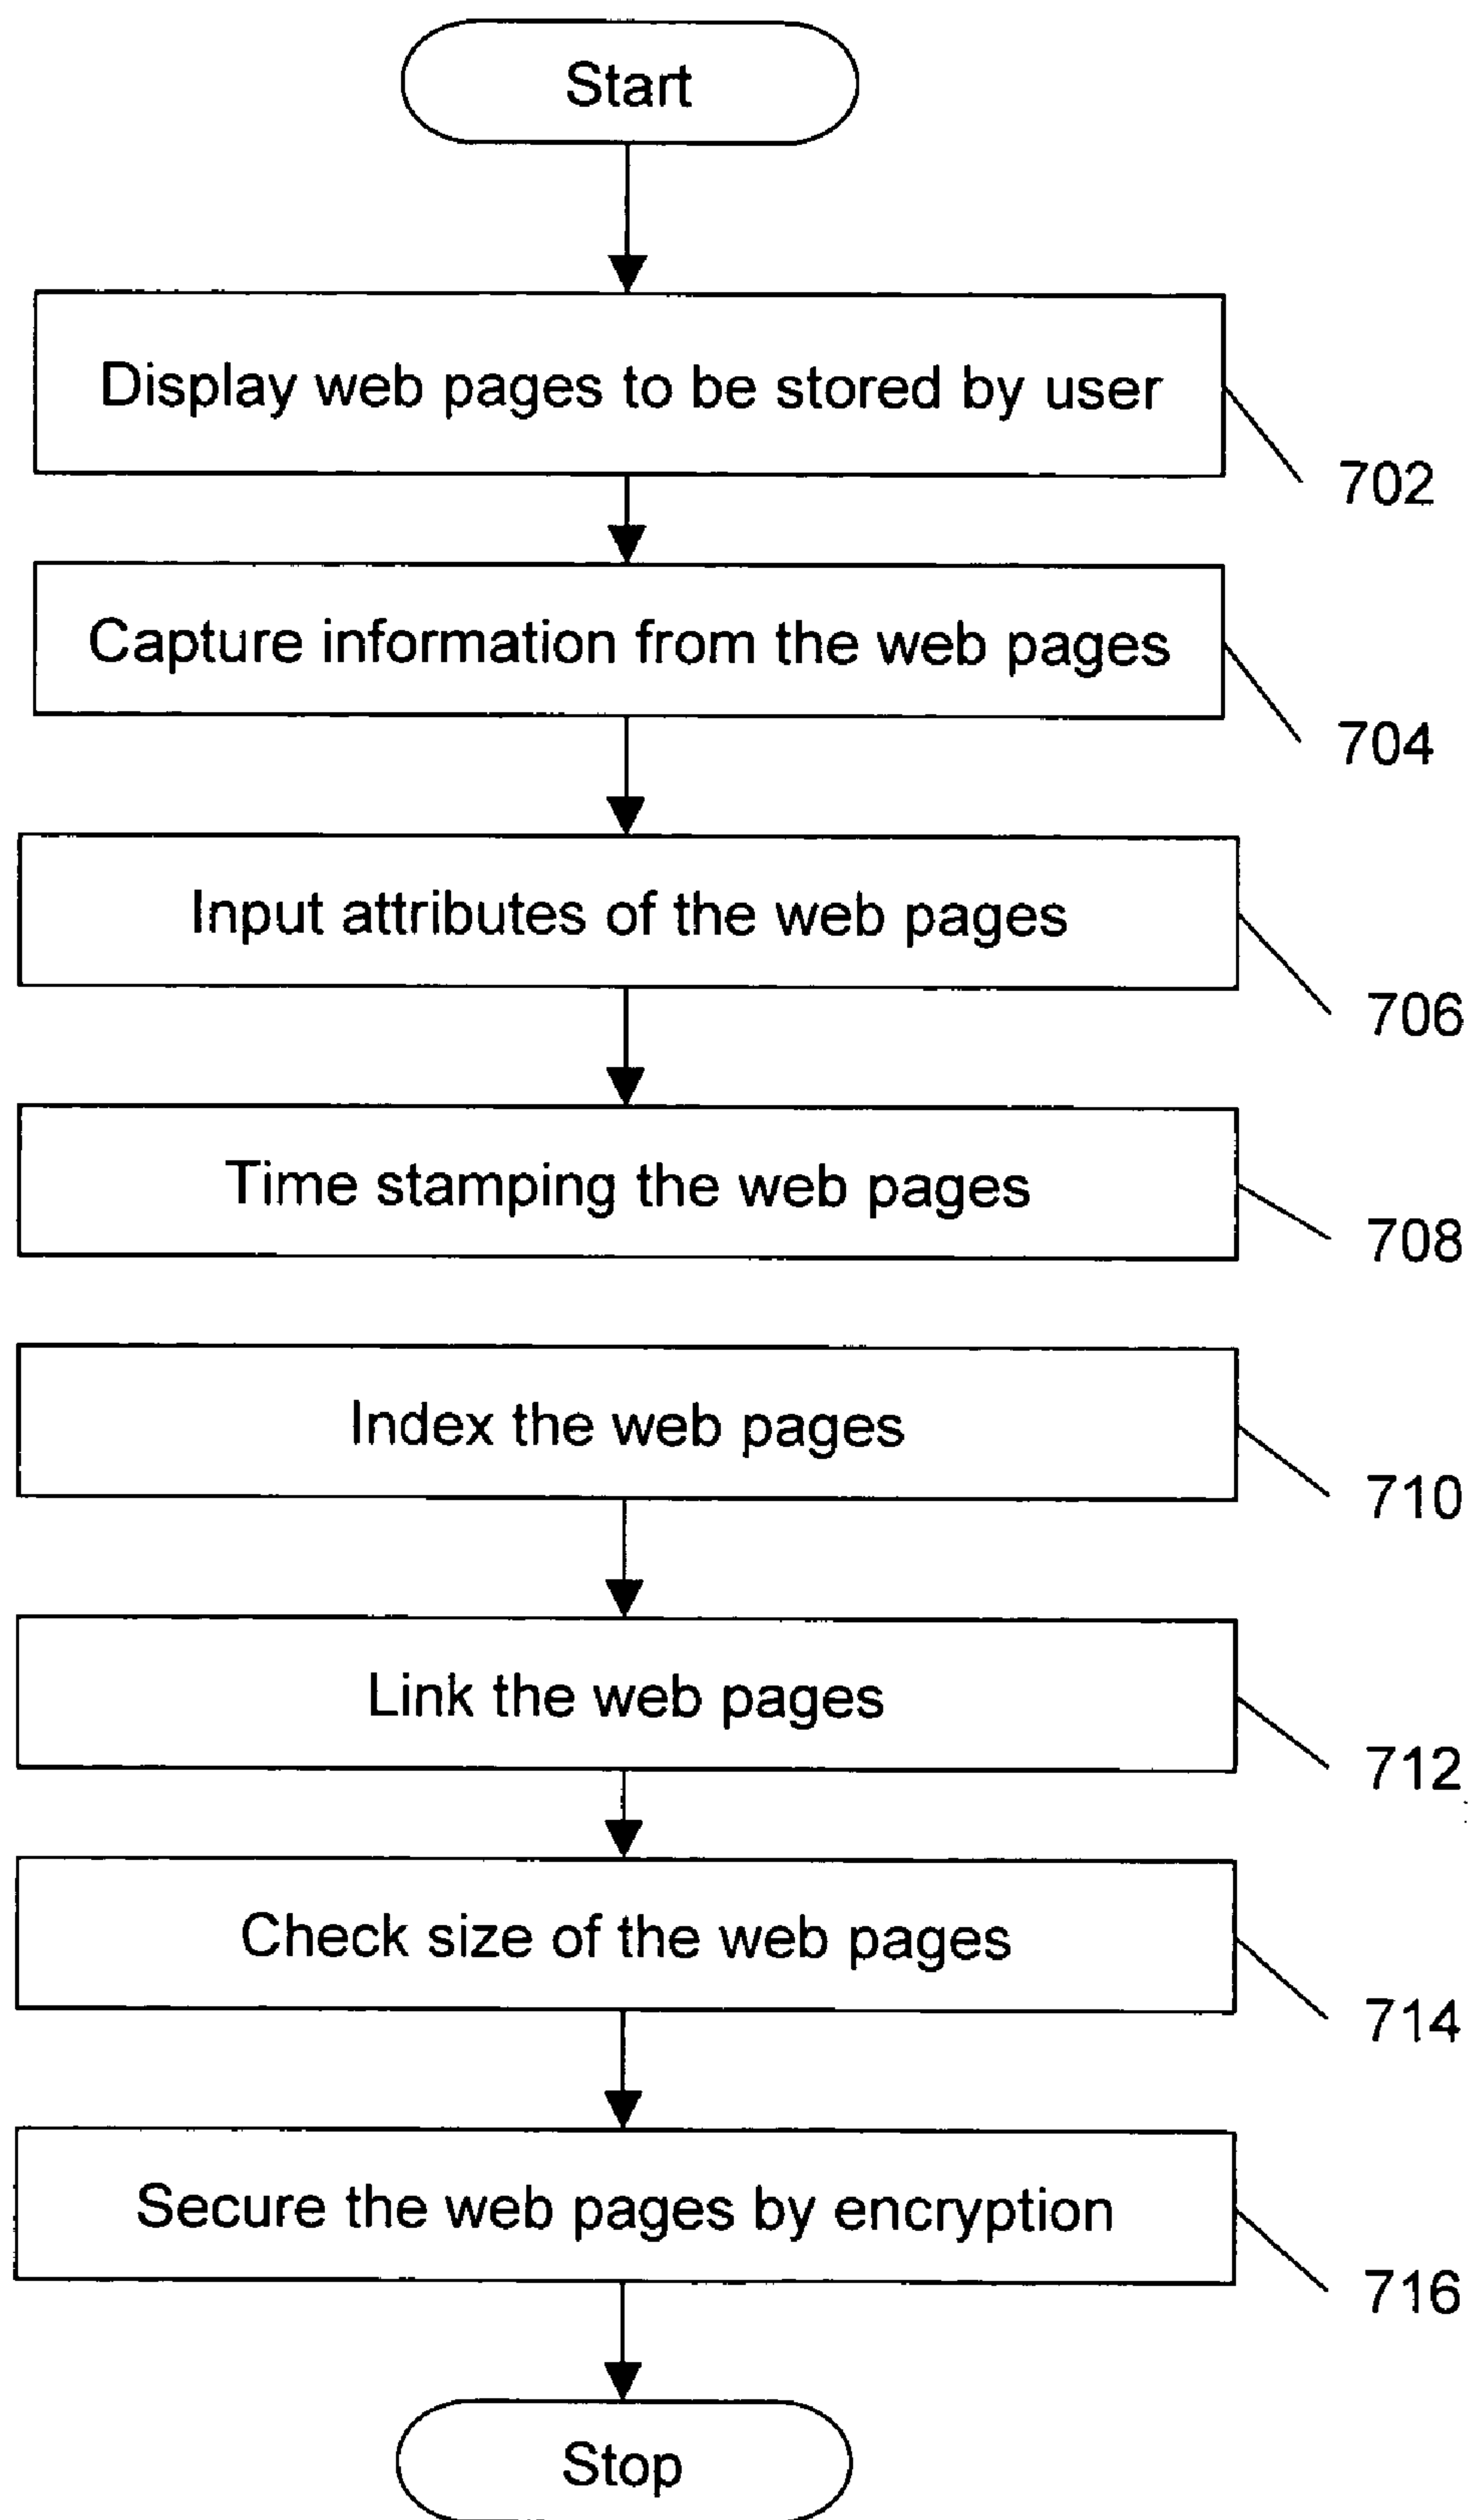 Start
Display web pages to be stored by user
702
Capture information from the web pages
704
Input attributes of the web pages
706
Time stamping the web pages
708
Index the web pages
710
Link the web pages
712
Check size of the web pages
714
Secure the web pages by encryption
716
Stop